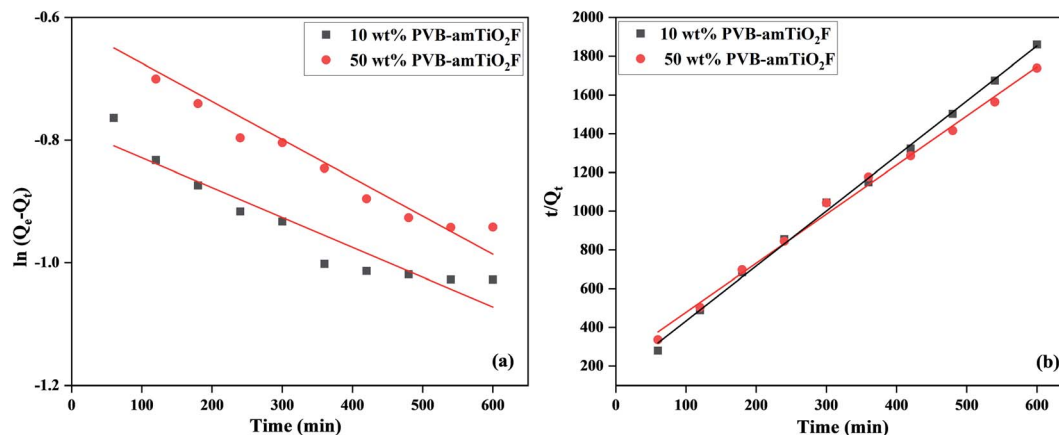 -0.6
-0.8
-1.0
-1.2
ln (Qe-Qt)
10 wt% PVB-amTiO2F
50 wt% PVB-amTiO2F
(a)
0 100 200 300 400 500 600
Time (min)
2000
1800
1600
1400
1200
1000
800
600
400
200
t/Qt
10 wt% PVB-amTiO2F
50 wt% PVB-amTiO2F
(b)
0 100 200 300 400 500 600
Time (min)